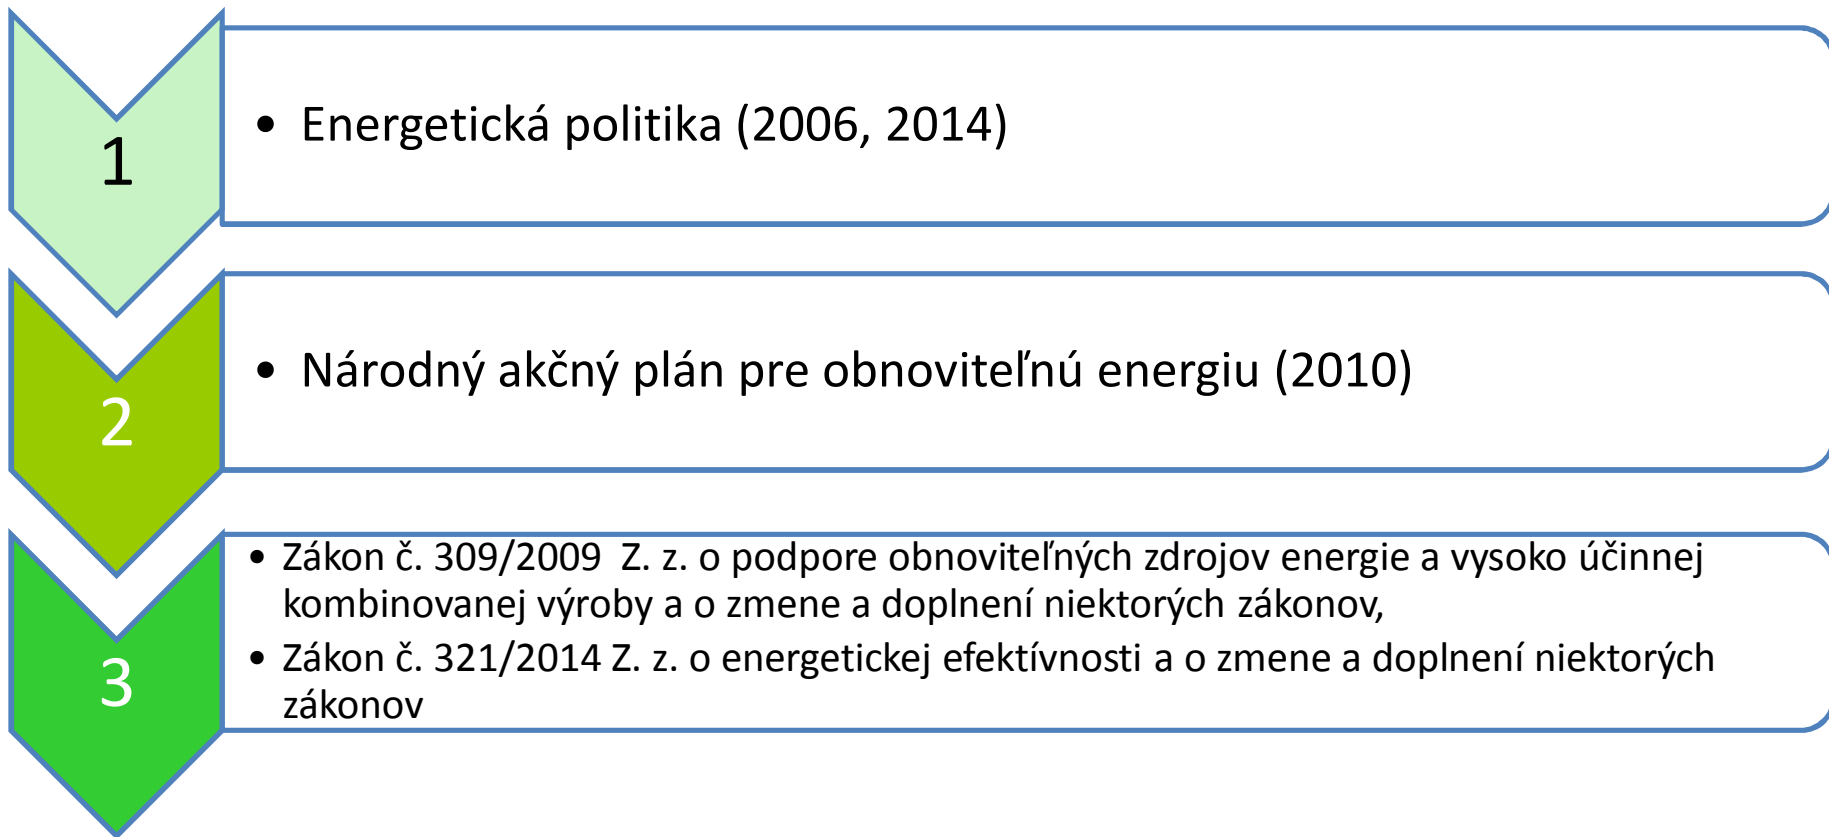 1
• Energetická politika (2006, 2014)
2
• Národný akčný plán pre obnoviteľnú energiu (2010)
3
• Zákon č. 309/2009  Z. z. o podpore obnoviteľných zdrojov energie a vysoko účinnej
kombinovanej výroby a o zmene a doplnení niektorých zákonov,
• Zákon č. 321/2014 Z. z. o energetickej efektívnosti a o zmene a doplnení niektorých
zákonov